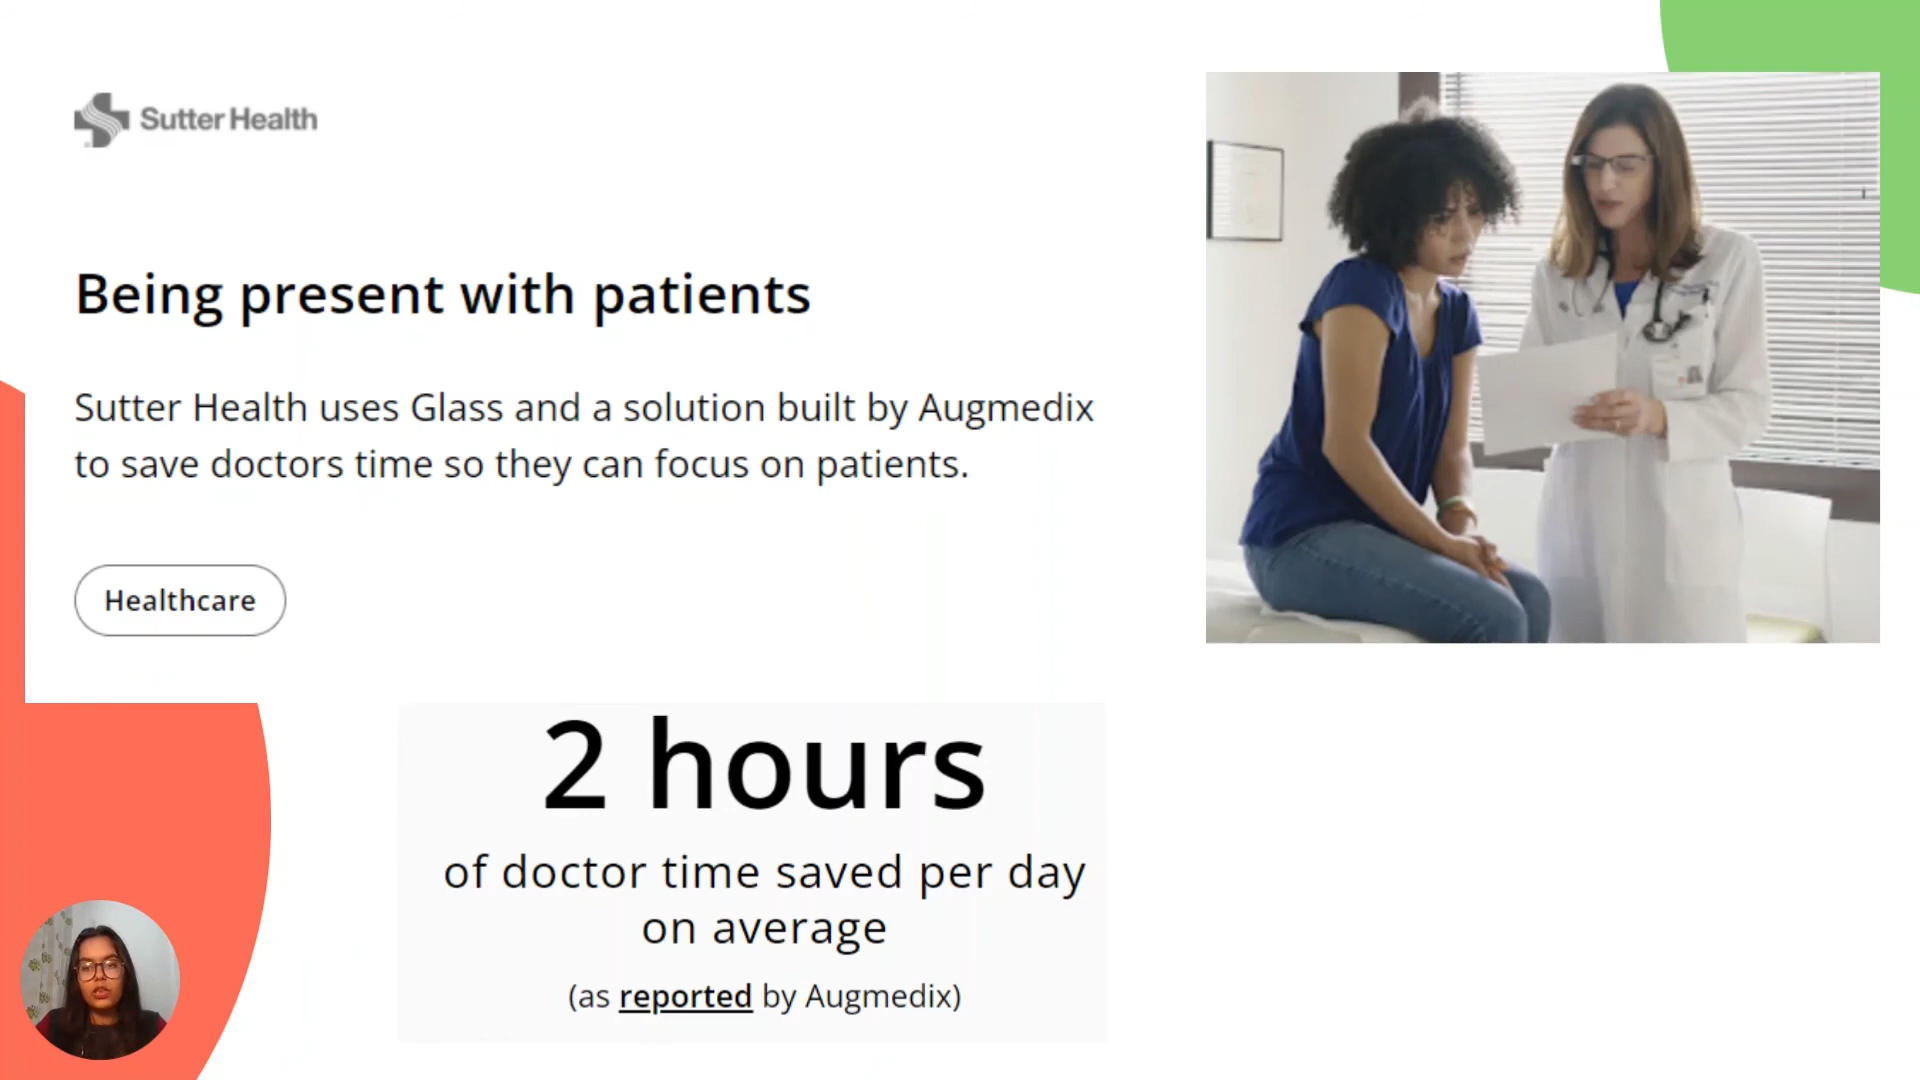 Sutter Health
Being present with patients
Sutter Health uses Glass and a solution built by Augmedix
to save doctors time so they can focus on patients.
Healthcare
2 hours
of doctor time saved per day
on average
(as reported by Augmedix)